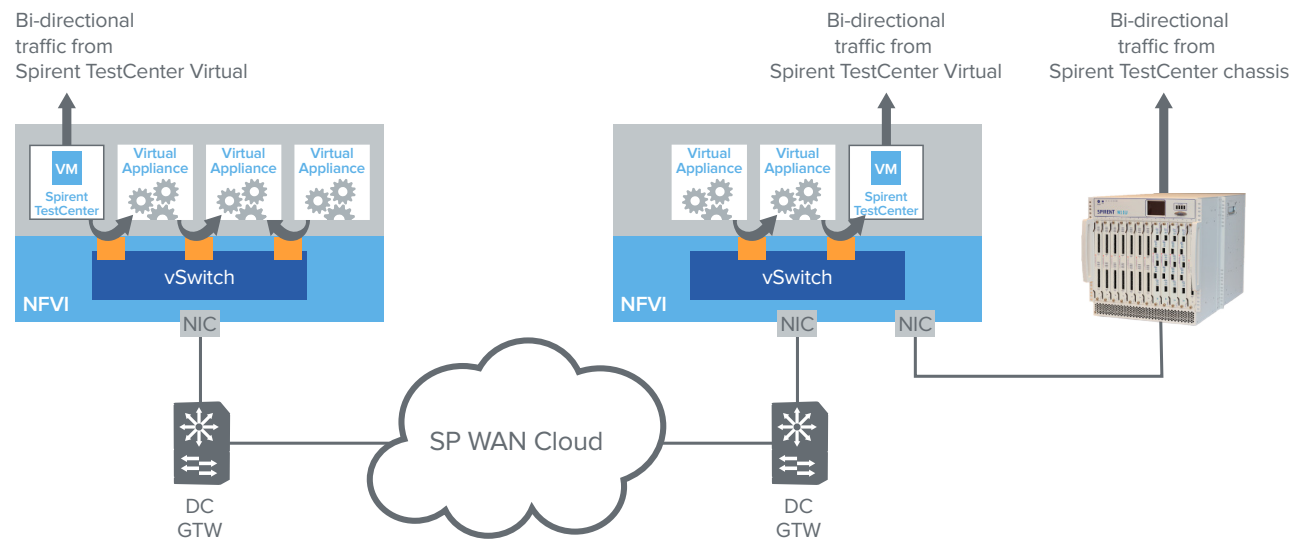 Bi-directional
traffic from
Spirent TestCenter Virtual
Bi-directional
traffic from
Spirent TestCenter Virtual
Bi-directional
traffic from
Spirent TestCenter chassis
VM
Spirent
TestCenter
Virtual
Appliance
Virtual
Appliance
Virtual
Appliance
vSwitch
NFVI
NIC
Virtual
Appliance
Virtual
Appliance
VM
Spirent
TestCenter
vSwitch
NFVI
NIC
NIC
SPIRENT
SP WAN Cloud
DC
GTW
DC
GTW